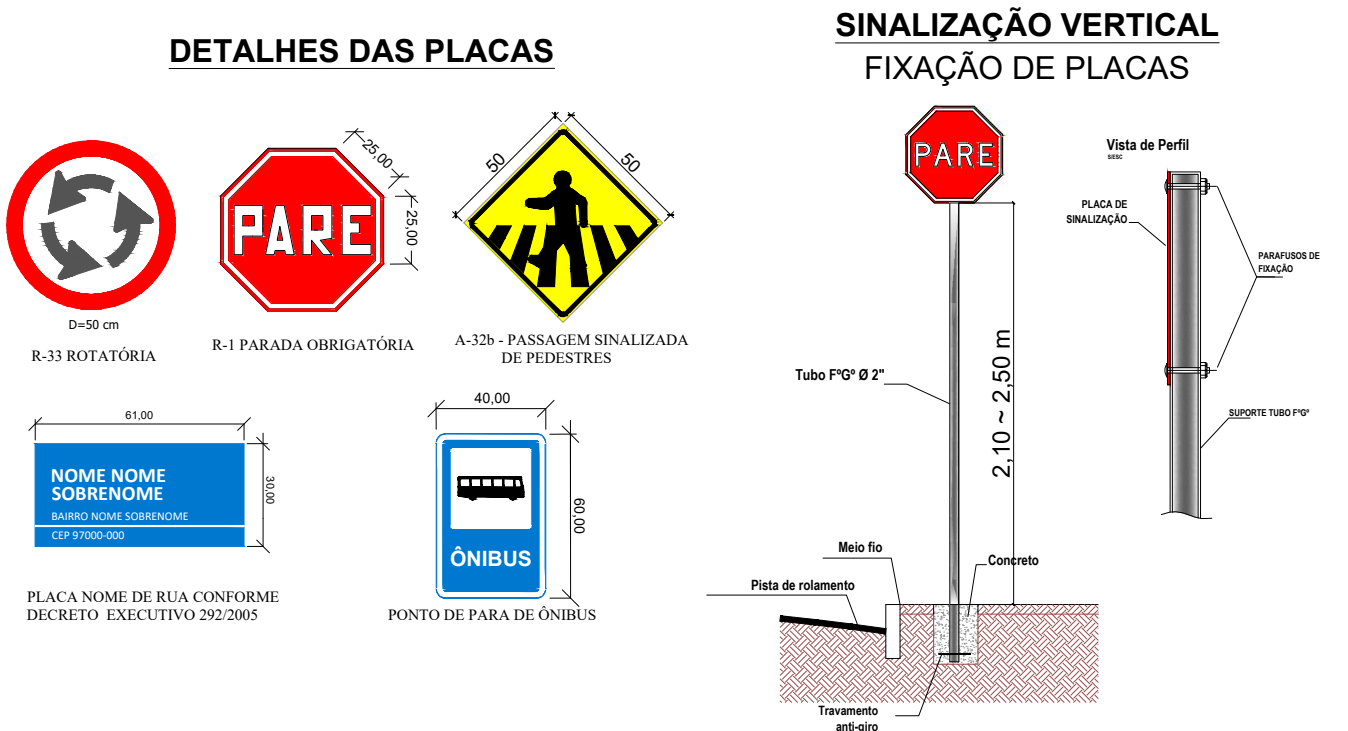 DETALHES DAS PLACAS
25,00
25,00
PARE
50
50
D=50 cm
R-33 ROTATÓRIA
R-1 PARADA OBRIGATÓRIA
A-32b - PASSAGEM SINALIZADA
DE PEDESTRES
61,00
30,00
NOME NOME
SOBRENOME
BAIRRO NOME SOBRENOME
CEP 97000-000
PLACA NOME DE RUA CONFORME
DECRETO EXECUTIVO 292/2005
40,00
60,00
ÔNIBUS
PONTO DE PARA DE ÔNIBUS
SINALIZAÇÃO VERTICAL
FIXAÇÃO DE PLACAS
PARE
Tubo FºGº Ø 2"
2,10 ~ 2,50 m
Meio fio
Concreto
Pista de rolamento
Travamento
anti-giro
Vista de Perfil
S/ESC
PLACA DE
SINALIZAÇÃO
PARAFUSOS DE
FIXAÇÃO
SUPORTE TUBO FºGº